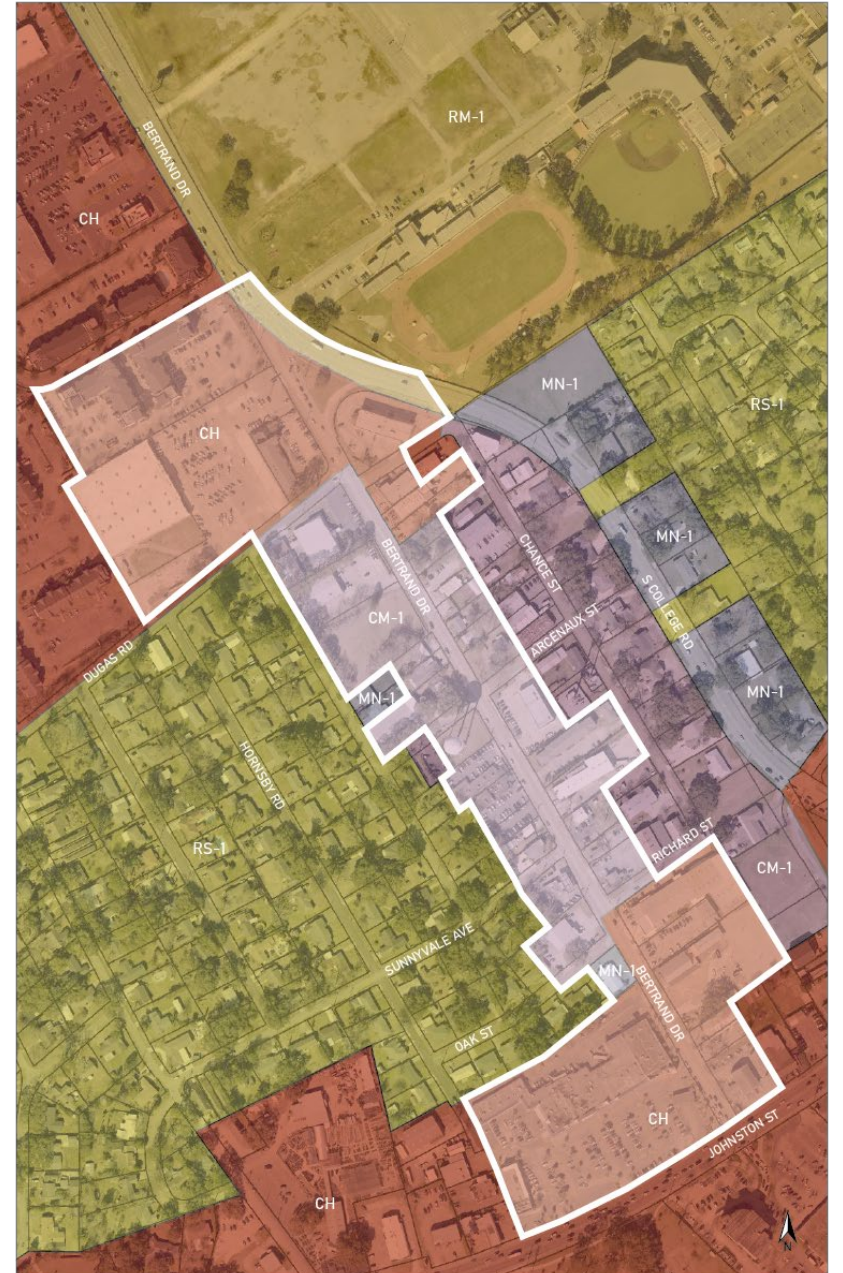 RM-1
BERTRAND DR
CH
MN-1
RS-1
CH
MN-1
CHANCE ST
BERTRAND DR
S COLLEGE RD
ARCENAUX ST
CM-1
DUGAS RD
MN-1
MN-1
HORNSBY RD
RS-1
RICHARD ST
CM-1
SUNNYVALE AVE
MN-1
BERTRAND DR
OAK ST
CH
JOHNSTON ST
CH
N